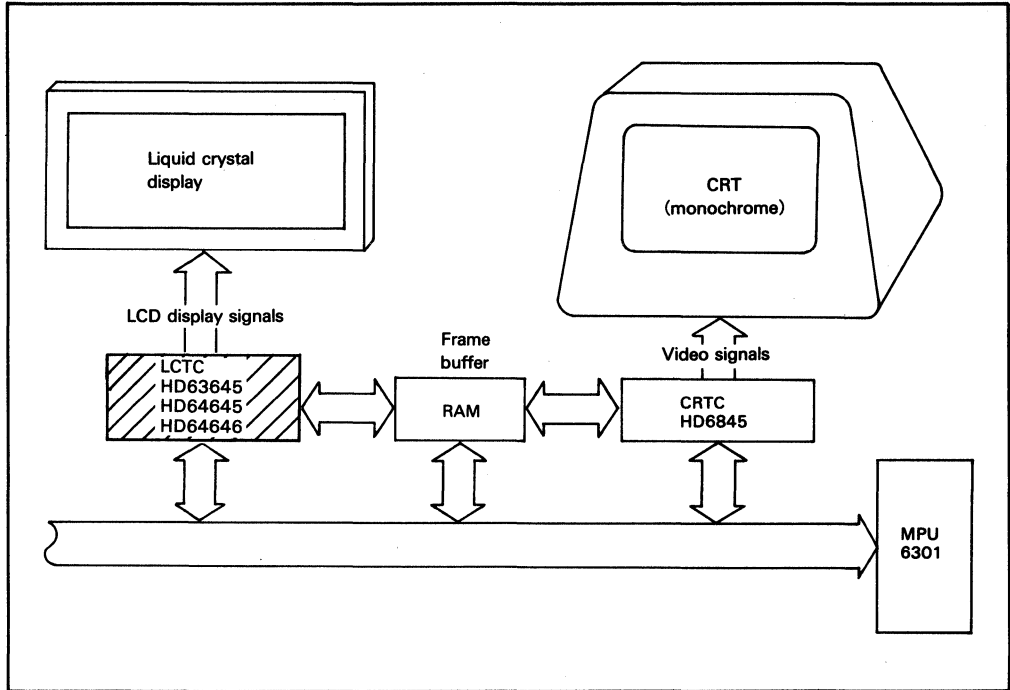 Liquid crystal
display
CRT
(monochrome)
LCD display signals
Frame
buffer
Video signals
LCTC
HD63645
HD64645
HD64646
RAM
CRTC
HD6845
MPU
6301